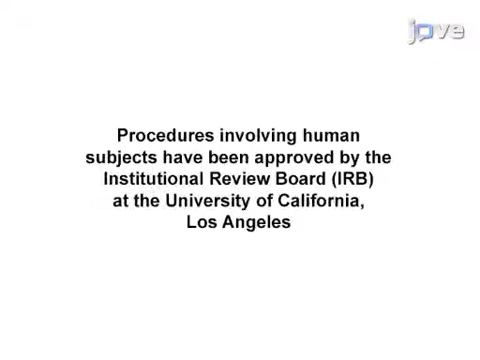 jove
Procedures involving human
subjects have been approved by the
Institutional Review Board (IRB)
at the University of California,
Los Angeles